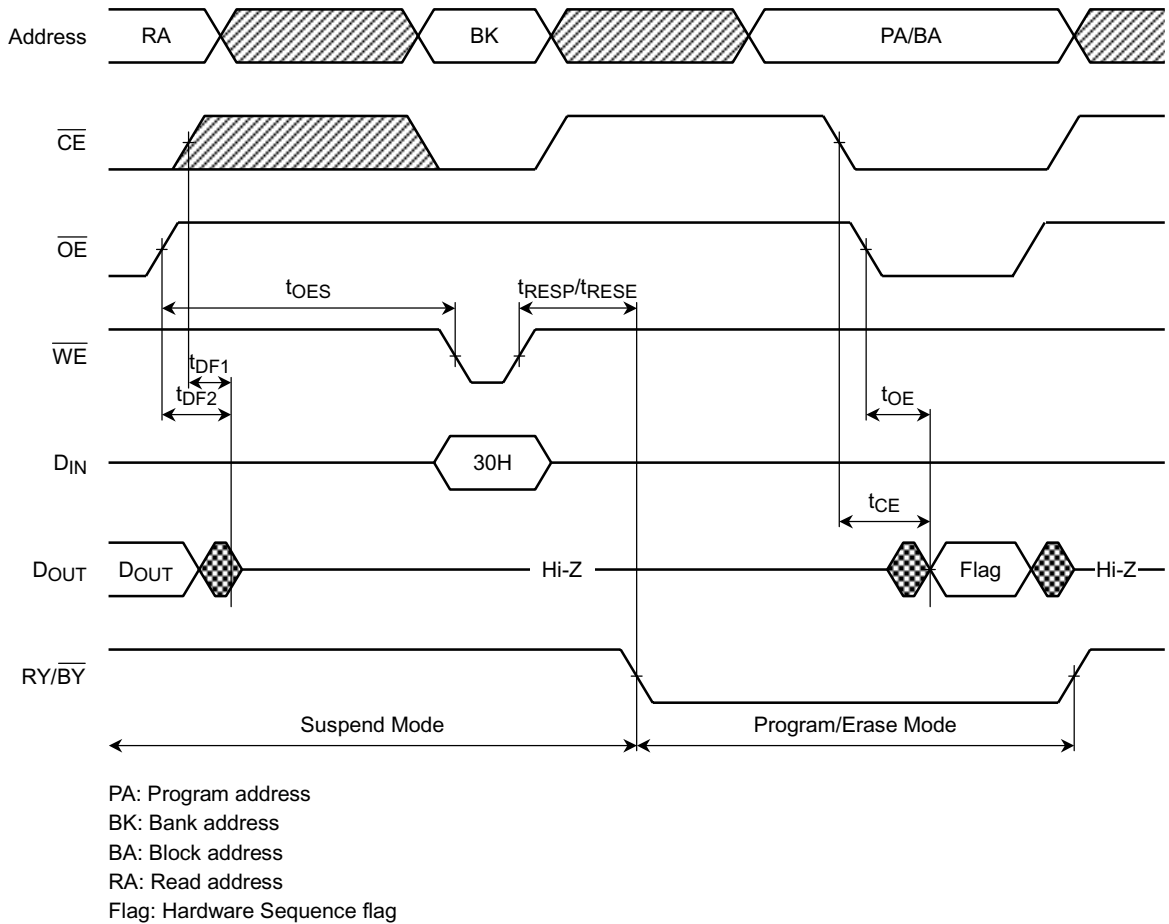 Address RA BK PA/BA
CE
OE
tOES tRESP/tRESE
WE
tDF1
tDF2
tOE
DIN 30H
tCE
DOUT DOUT Hi-Z Flag Hi-Z
RY/BY
Suspend Mode Program/Erase Mode
PA: Program address
BK: Bank address
BA: Block address
RA: Read address
Flag: Hardware Sequence flag